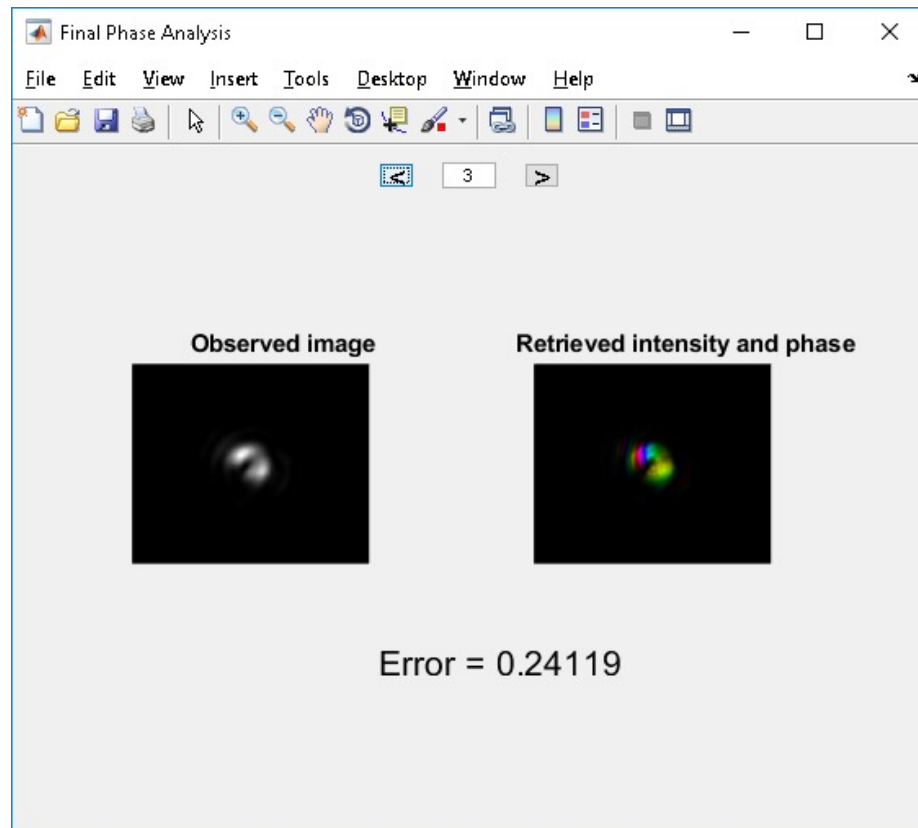 Final Phase Analysis
File Edit View Insert Tools Desktop Window Help
< 3 >
Observed image Retrieved intensity and phase
Error = 0.24119